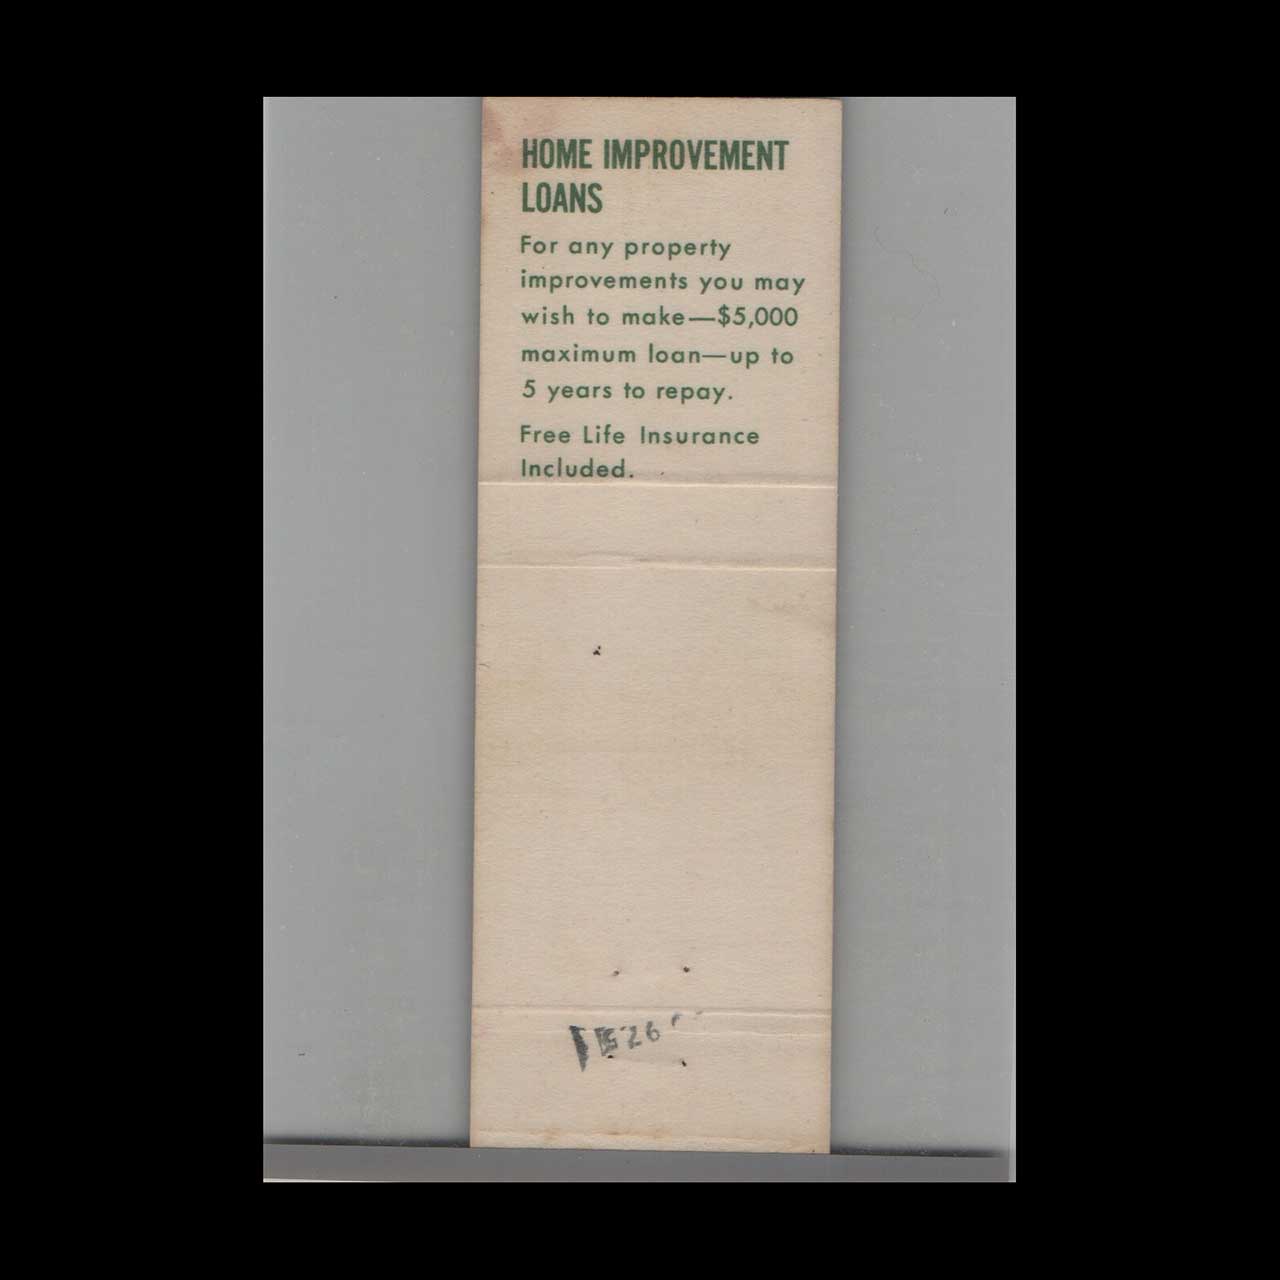 HOME IMPROVEMENT
LOANS
For any property
improvements you may
wish to make—$5,000
maximum loan—up to
5 years to repay.
Free Life Insurance
Included.